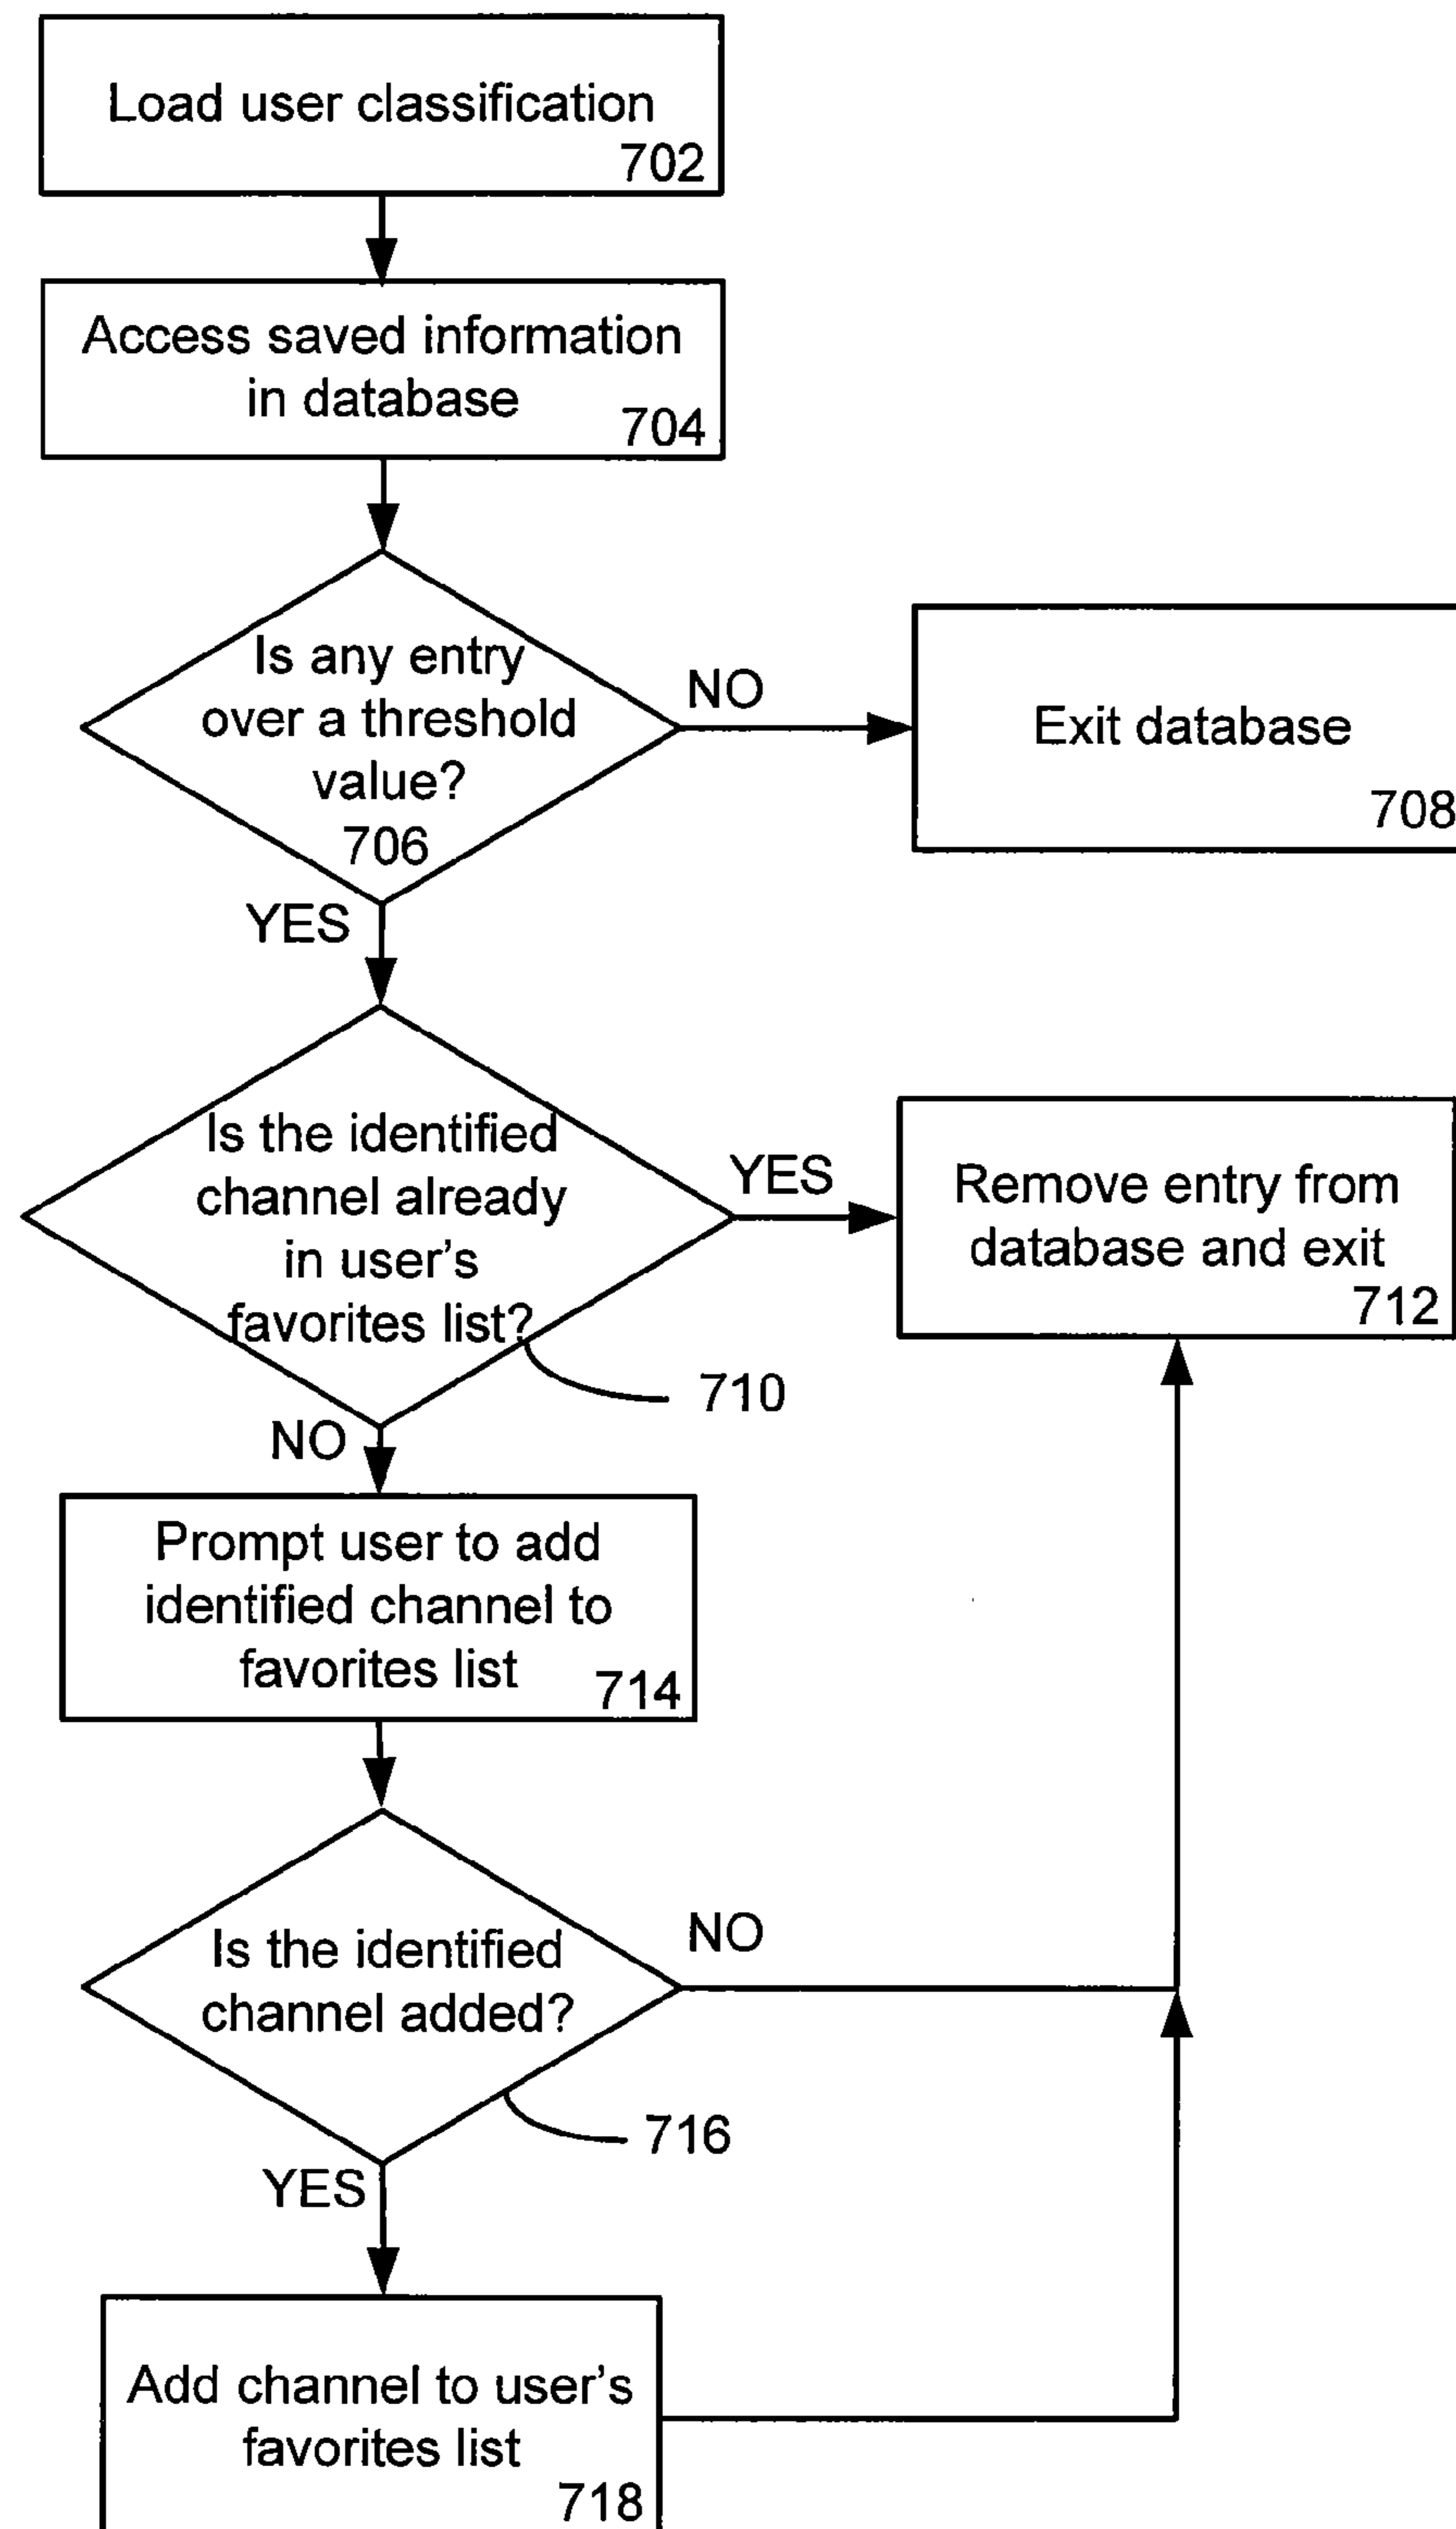 Load user classification
702
Access saved information
in database
704
Is any entry
over a threshold
value?
706
NO
Exit database
708
YES
Is the identified
channel already
in user's
favorites list?
710
YES
Remove entry from
database and exit
712
NO
Prompt user to add
identified channel to
favorites list
714
Is the identified
channel added?
716
NO
YES
Add channel to user's
favorites list
718